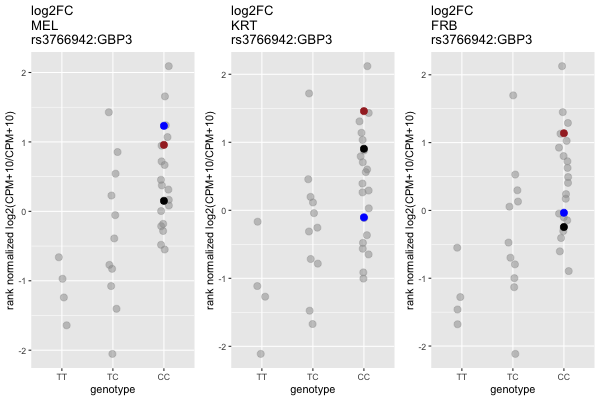 log2FC
MEL
rs3766942:GBP3
rank normalized log2(CPM+10/CPM+10)
2
1
0
-1
-2
TT
TC
CC
genotype
log2FC
KRT
rs3766942:GBP3
rank normalized log2(CPM+10/CPM+10)
2
1
0
-1
-2
TT
TC
CC
genotype
log2FC
FRB
rs3766942:GBP3
rank normalized log2(CPM+10/CPM+10)
2
1
0
-1
-2
TT
TC
CC
genotype